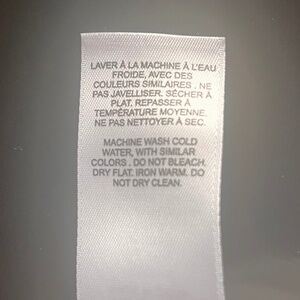 LAVER À LA MACHINE À L'EAU
FROIDE, AVEC DES
COULEURS SIMILAIRES . NE
PAS JAVELLISER. SÉCHER À
PLAT. REPASSER À
TEMPÉRATURE MOYENNE.
NE PAS NETTOYER À SEC.
MACHINE WASH COLD
WATER, WITH SIMILAR
COLORS . DO NOT BLEACH.
DRY FLAT. IRON WARM. DO
NOT DRY CLEAN.